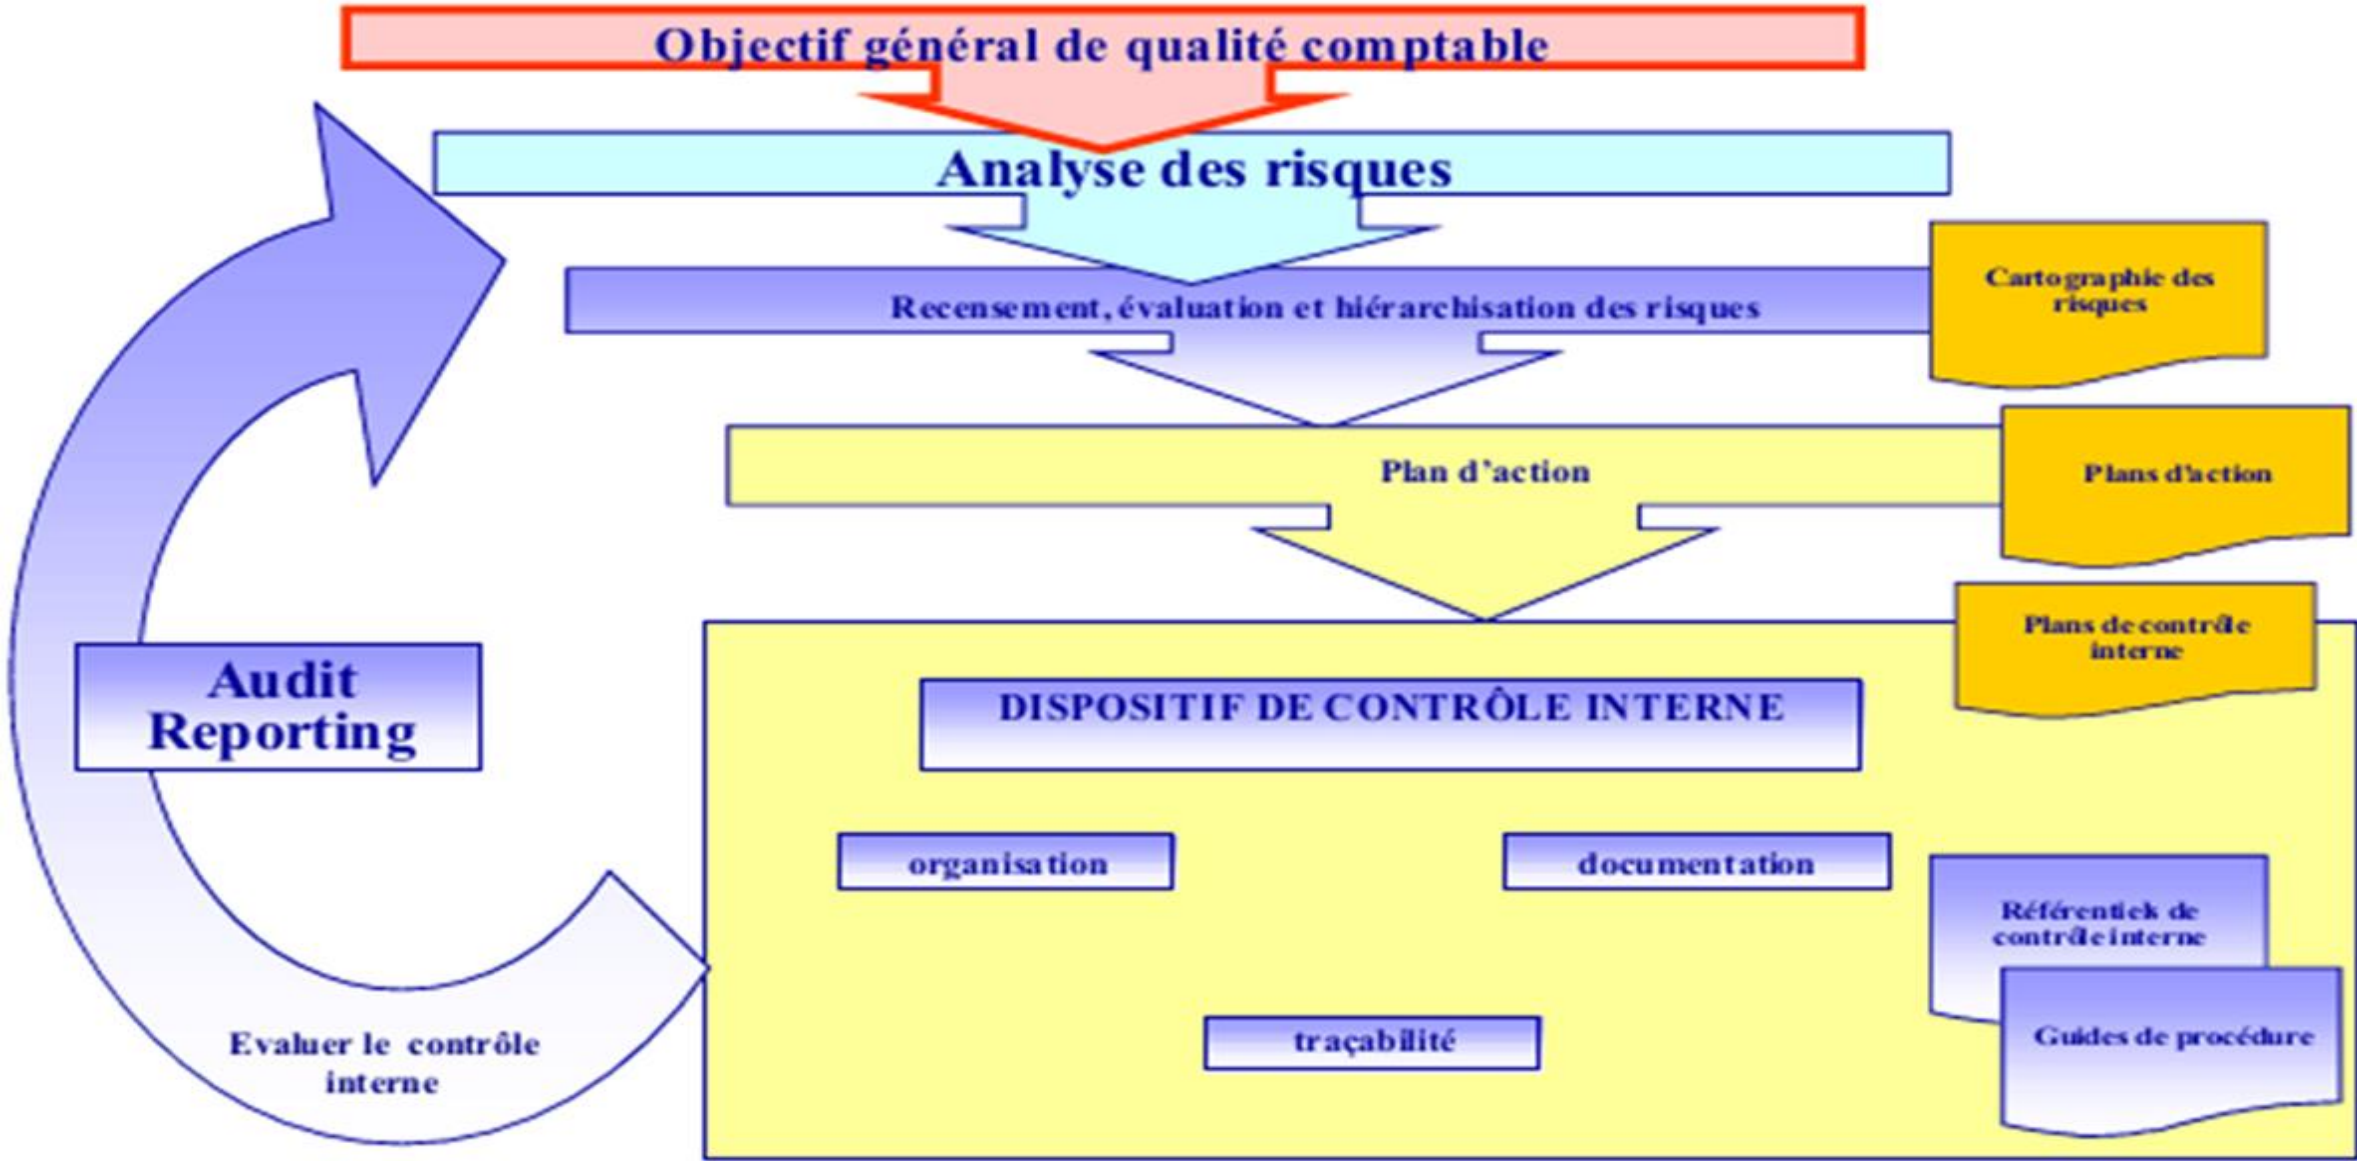 Objectif général de qualité comptable
Analyse des risques
Recensement, évaluation et hiérarchisation des risques
Cartographie des
risques
Plan d'action
Plans d'action
Plans de contrôle
interne
Audit
Reporting
DISPOSITIF DE CONTRÔLE INTERNE
organisation
documentation
Référentiels de
contrôle interne
traçabilité
Guides de procédure
Evaluer le contrôle
interne